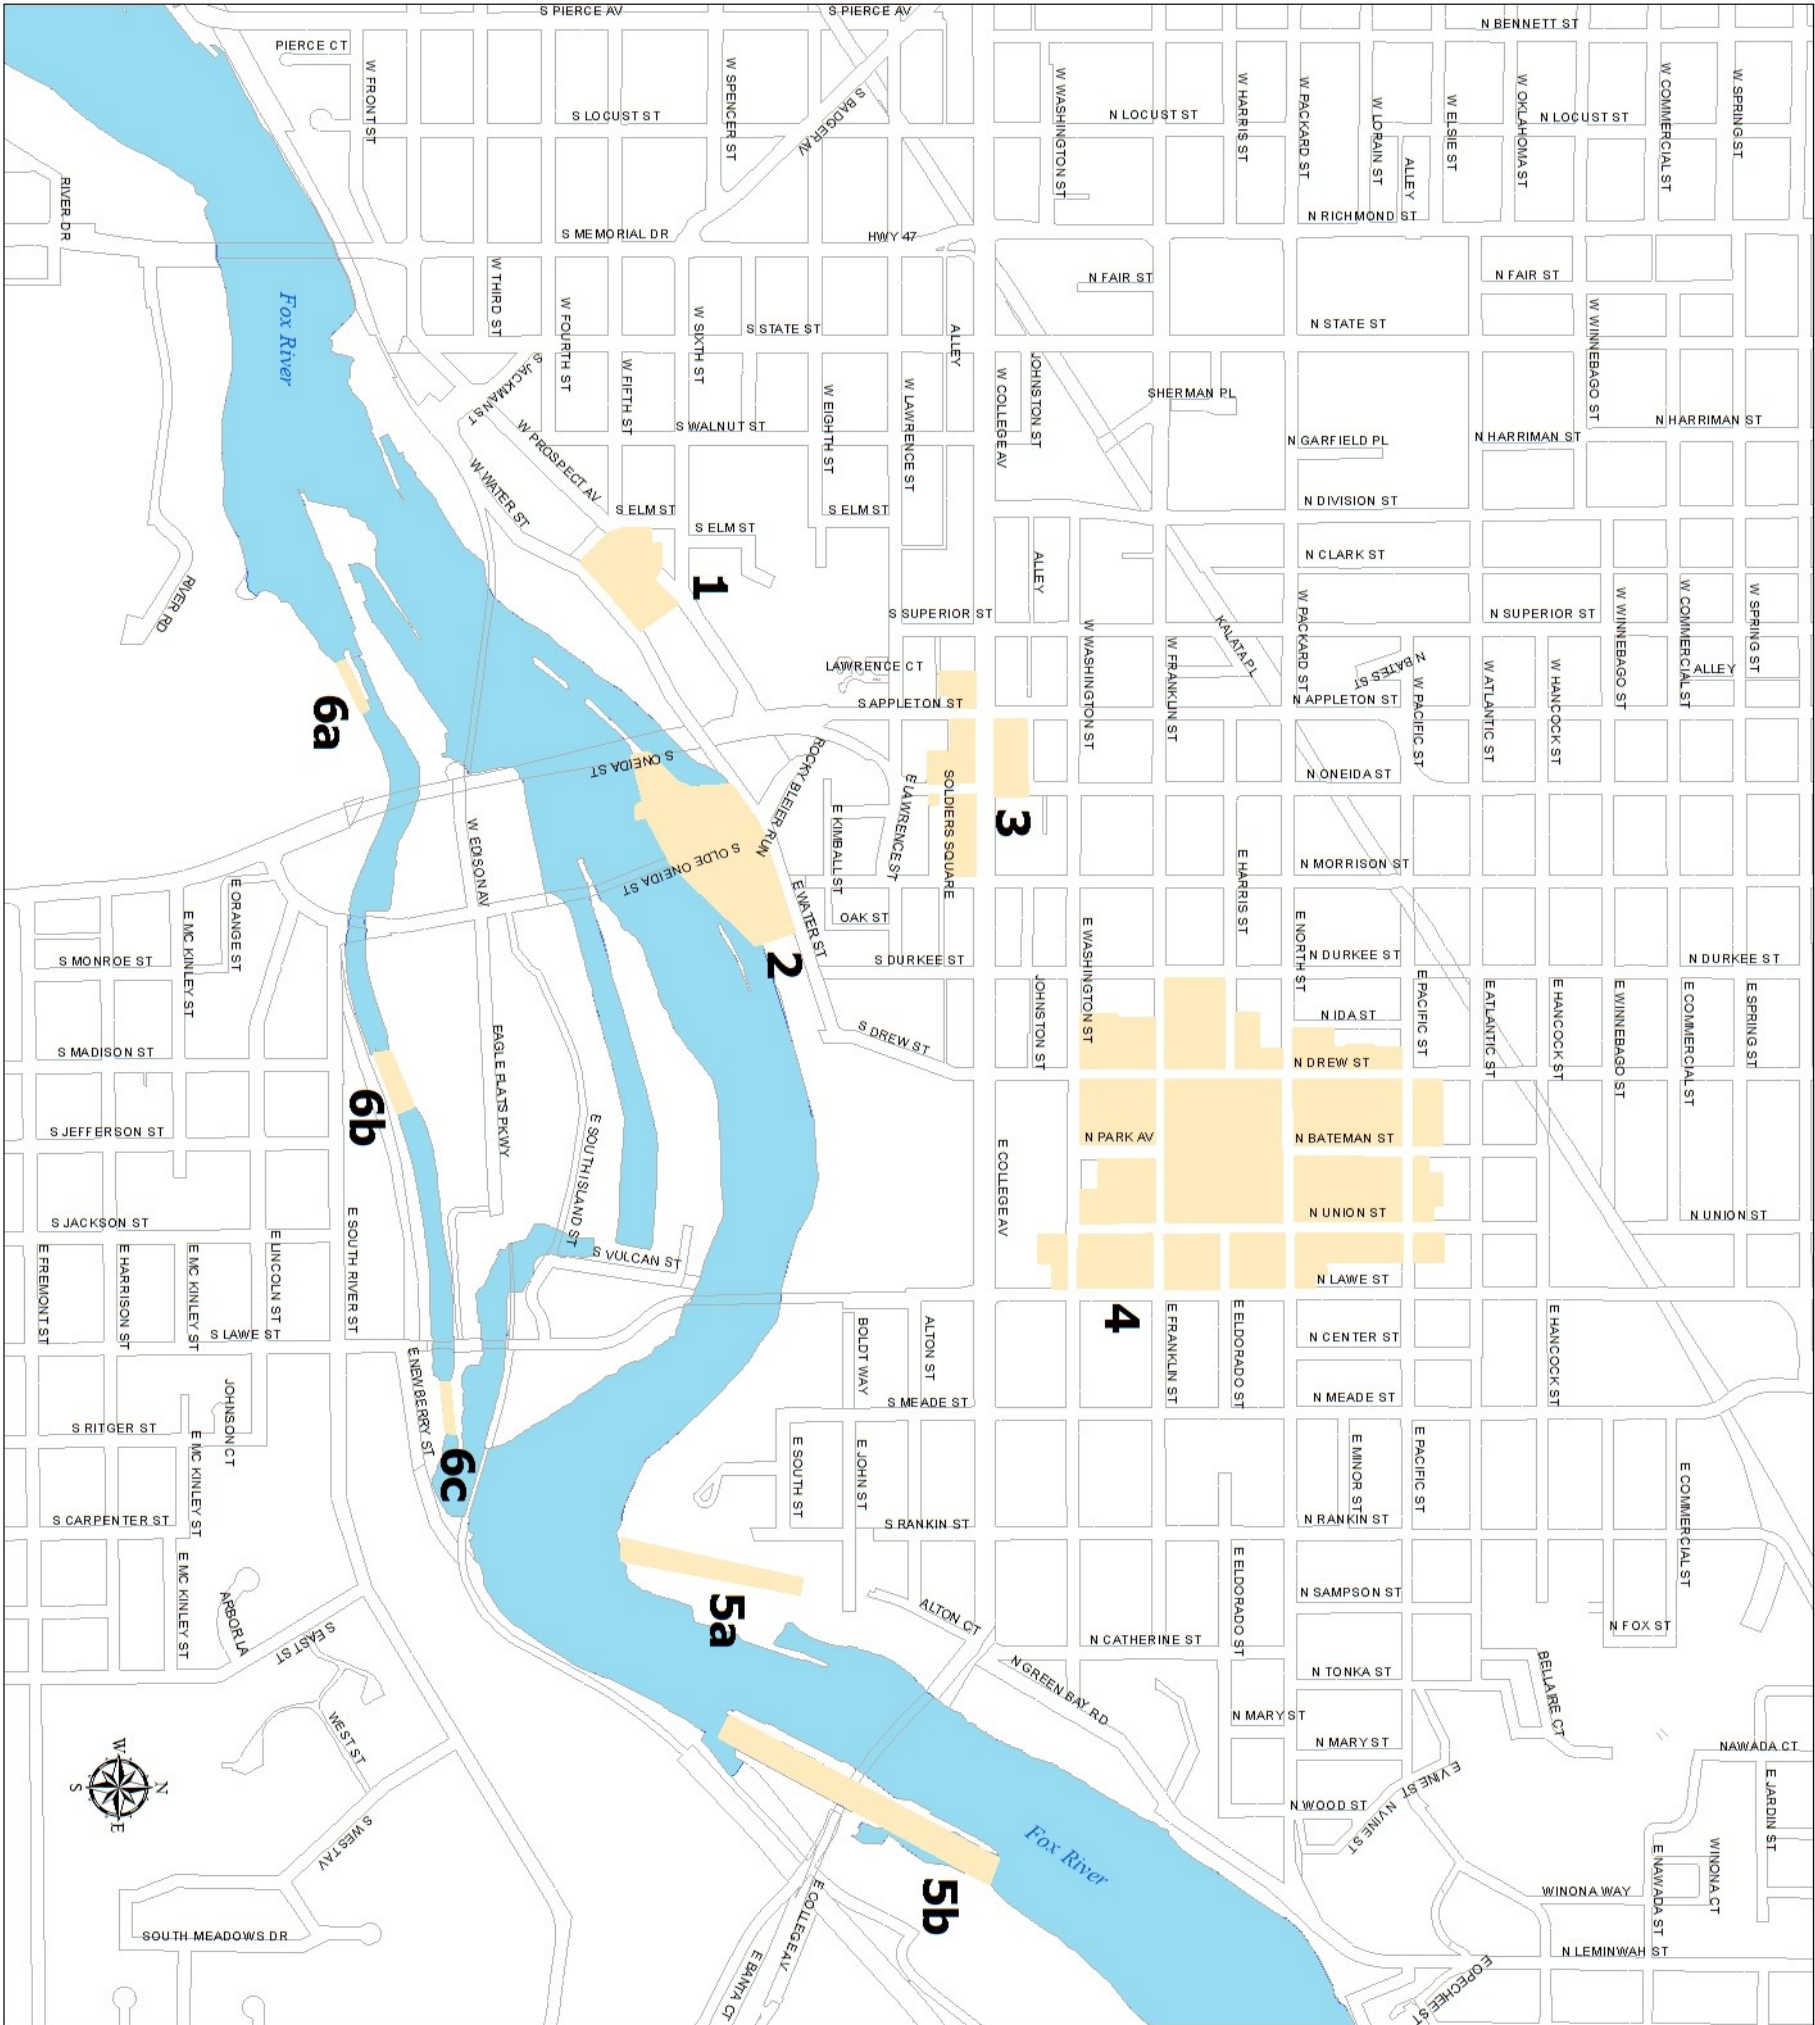 S PIERCE AV
S PIERCE AV
N BENNETT ST
PIERCE CT
W FRONT ST
W SPENCER ST
S BADGER AV
W WASHINGTON ST
W HARRIS ST
W PACKARD ST
W LORAIN ST
W ELSIE ST
W OKLAHOMA ST
W COMMERCIAL ST
W SPRING ST
S LOCUST ST
N LOCUST ST
N LOCUST ST
ALLEY
RIVER DR
S MEMORIAL DR
HWY 47
N RICHMOND ST
N FAIR ST
N FAIR ST
Fox River
W THIRD ST
W FOURTH ST
W SIXTH ST
S STATE ST
ALLEY
N STATE ST
W WINNEBAGO ST
S JACKMAN ST
W FIFTH ST
W EIGHTH ST
W LAWRENCE ST
W COLLEGE AV
JOHNSTON ST
SHERMAN PL
S WALNUT ST
N GARFIELD PL
N HARRIMAN ST
N HARRIMAN ST
W PROSPECT AV
W WATER ST
S ELM ST
S ELM ST
S ELM ST
N DIVISION ST
N CLARK ST
ALLEY
1
RIVER RD
S SUPERIOR ST
N SUPERIOR ST
W WASHINGTON ST
W FRANKLIN ST
KALATA PL
W PACKARD ST
W WINNEBAGO ST
W COMMERCIAL ST
W SPRING ST
LAWRENCE CT
N BATES ST
W PACIFIC ST
W ATLANTIC ST
W HANCOCK ST
ALLEY
S APPLETON ST
N APPLETON ST
6a
S ONEIDA ST
ROCKY BLEIER RUN
E LAWRENCE ST
SOLDIERS SQUARE
3
N ONEIDA ST
W EDISON AV
S OLDE ONEIDA ST
E KIMBALL ST
N MORRISON ST
E HARRIS ST
E ORANGE ST
E MC KINLEY ST
E WATER ST
OAK ST
E WASHINGTON ST
E NORTH ST
S MONROE ST
2
S DURKEE ST
N DURKEE ST
N DURKEE ST
JOHNSTON ST
E PACIFIC ST
E ATLANTIC ST
E HANCOCK ST
E WINNEBAGO ST
E COMMERCIAL ST
E SPRING ST
N IDA ST
S MADISON ST
EAGLE FLATS PKWY
S DREW ST
N DREW ST
6b
S JEFFERSON ST
E SOUTH ISLAND ST
E COLLEGE AV
N PARK AV
N BATEMAN ST
S JACKSON ST
E SOUTH RIVER ST
N UNION ST
N UNION ST
E FREMONT ST
E HARRISON ST
E MC KINLEY ST
E LINCOLN ST
S VULCAN ST
N LAWE ST
4
S LAWE ST
E NEWBERRY ST
BOLDT WAY
ALTON ST
E FRANKLIN ST
E ELDORADO ST
N CENTER ST
E HANCOCK ST
JOHNSON CT
S MEADE ST
N MEADE ST
S RITGER ST
E MC KINLEY ST
6c
E SOUTH ST
E JOHN ST
E MINOR ST
E PACIFIC ST
E COMMERCIAL ST
S CARPENTER ST
S RANKIN ST
N RANKIN ST
E MC KINLEY ST
ARBOR LA
5a
E ELDORADO ST
N SAMPSON ST
ALTON CT
S EAST ST
N CATHERINE ST
N FOX ST
N GREEN BAY RD
N TONKA ST
BELLAIRE CT
WEST ST
N MARY ST
N MARY ST
NAWADA CT
W
N
S
E
E VINE ST
N WOOD ST
N VINE ST
E JARDIN ST
S WEST AV
Fox River
5b
WINONA CT
E NAWADA ST
WINONA WAY
E COLLEGE AV
SOUTH MEADOWS DR
E BANTA CT
N LEMINWAH ST
E OPECHEE ST